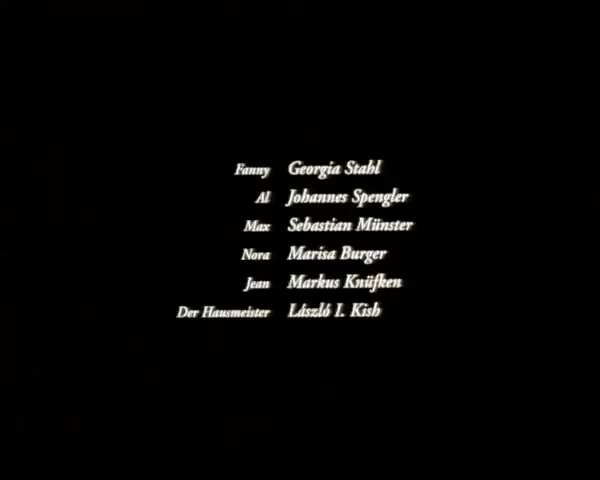 Fanny Georgia Stahl
Al Johannes Spengler
Max Sebastian Münster
Nora Marisa Burger
Jean Markus Knüfken
Der Hausmeister László I. Kish